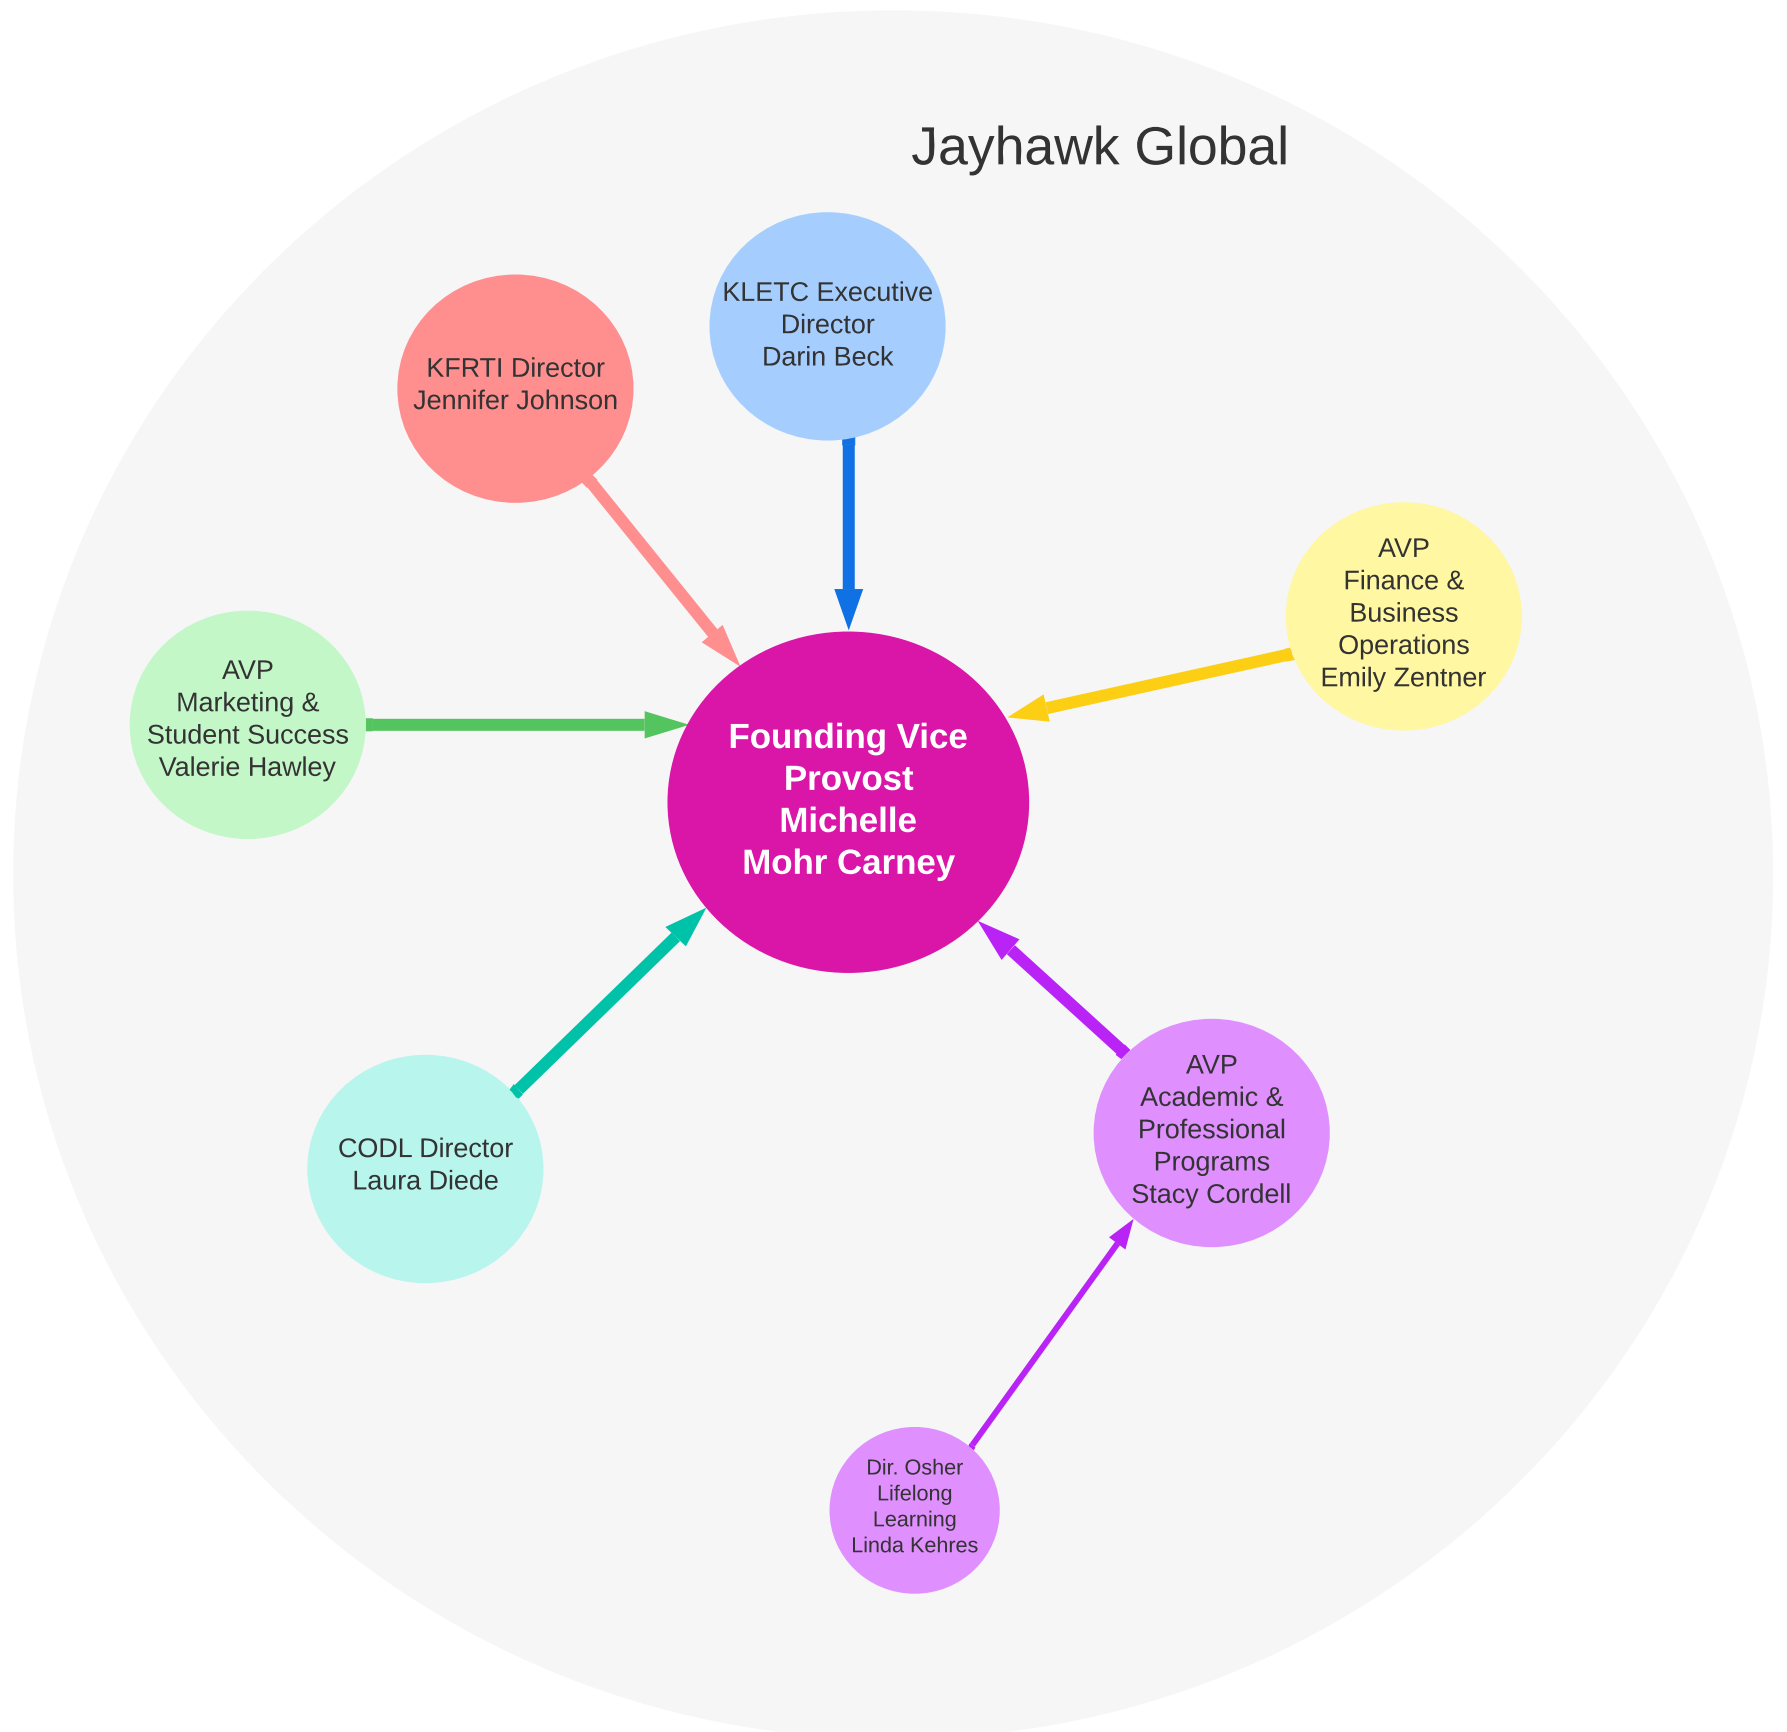 Jayhawk Global
KLETC Executive
Director
Darin Beck
KFRTI Director
Jennifer Johnson
AVP
Finance &
Business
Operations
Emily Zentner
AVP
Marketing &
Student Success
Valerie Hawley
Founding Vice
Provost
Michelle
Mohr Carney
AVP
Academic &
Professional
Programs
Stacy Cordell
CODL Director
Laura Diede
Dir. Osher
Lifelong
Learning
Linda Kehres